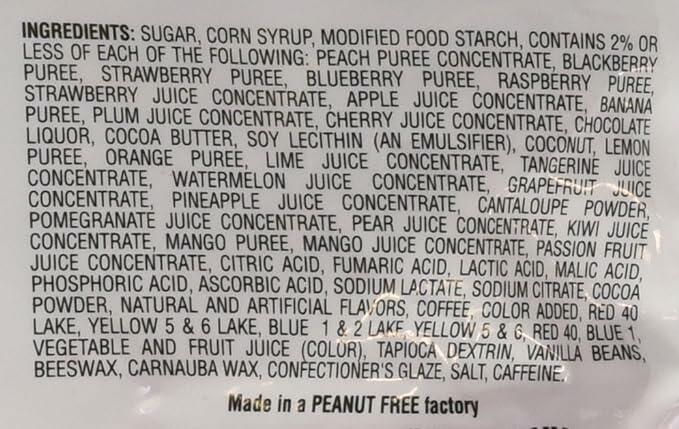 INGREDIENTS: SUGAR, CORN SYRUP, MODIFIED FOOD STARCH, CONTAINS 2% OR
LESS OF EACH OF THE FOLLOWING: PEACH PUREE CONCENTRATE, BLACKBERRY
PUREE, STRAWBERRY PUREE, BLUEBERRY PUREE, RASPBERRY PUREE,
STRAWBERRY JUICE CONCENTRATE, APPLE JUICE CONCENTRATE, BANANA
PUREE, PLUM JUICE CONCENTRATE, CHERRY JUICE CONCENTRATE, CHOCOLATE
LIQUOR, COCOA BUTTER, SOY LECITHIN (AN EMULSIFIER), COCONUT, LEMON
PUREE, ORANGE PUREE, LIME JUICE CONCENTRATE, TANGERINE JUICE
CONCENTRATE, WATERMELON JUICE CONCENTRATE, GRAPEFRUIT JUICE
CONCENTRATE, PINEAPPLE JUICE CONCENTRATE, CANTALOUPE POWDER,
POMEGRANATE JUICE CONCENTRATE, PEAR JUICE CONCENTRATE, KIWI JUICE
CONCENTRATE, MANGO PUREE, MANGO JUICE CONCENTRATE, PASSION FRUIT
JUICE CONCENTRATE, CITRIC ACID, FUMARIC ACID, LACTIC ACID, MALIC ACID,
PHOSPHORIC ACID, ASCORBIC ACID, SODIUM LACTATE, SODIUM CITRATE, COCOA
POWDER, NATURAL AND ARTIFICIAL FLAVORS, COFFEE, COLOR ADDED, RED 40
LAKE, YELLOW 5 & 6 LAKE, BLUE 1 & 2 LAKE, YELLOW 5 & 6, RED 40, BLUE 1,
VEGETABLE AND FRUIT JUICE (COLOR), TAPIOCA DEXTRIN, VANILLA BEANS,
BEESWAX, CARNAUBA WAX, CONFECTIONER'S GLAZE, SALT, CAFFEINE.
Made in a PEANUT FREE factory